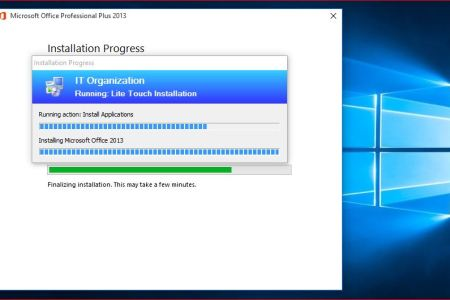 Microsoft Office Professional Plus 2013
Installation Progress
Installation Progress
IT Organization
Running: Lite Touch Installation
Running action: Install Applications
Installing Microsoft Office 2013
Finalizing installation. This may take a few minutes.